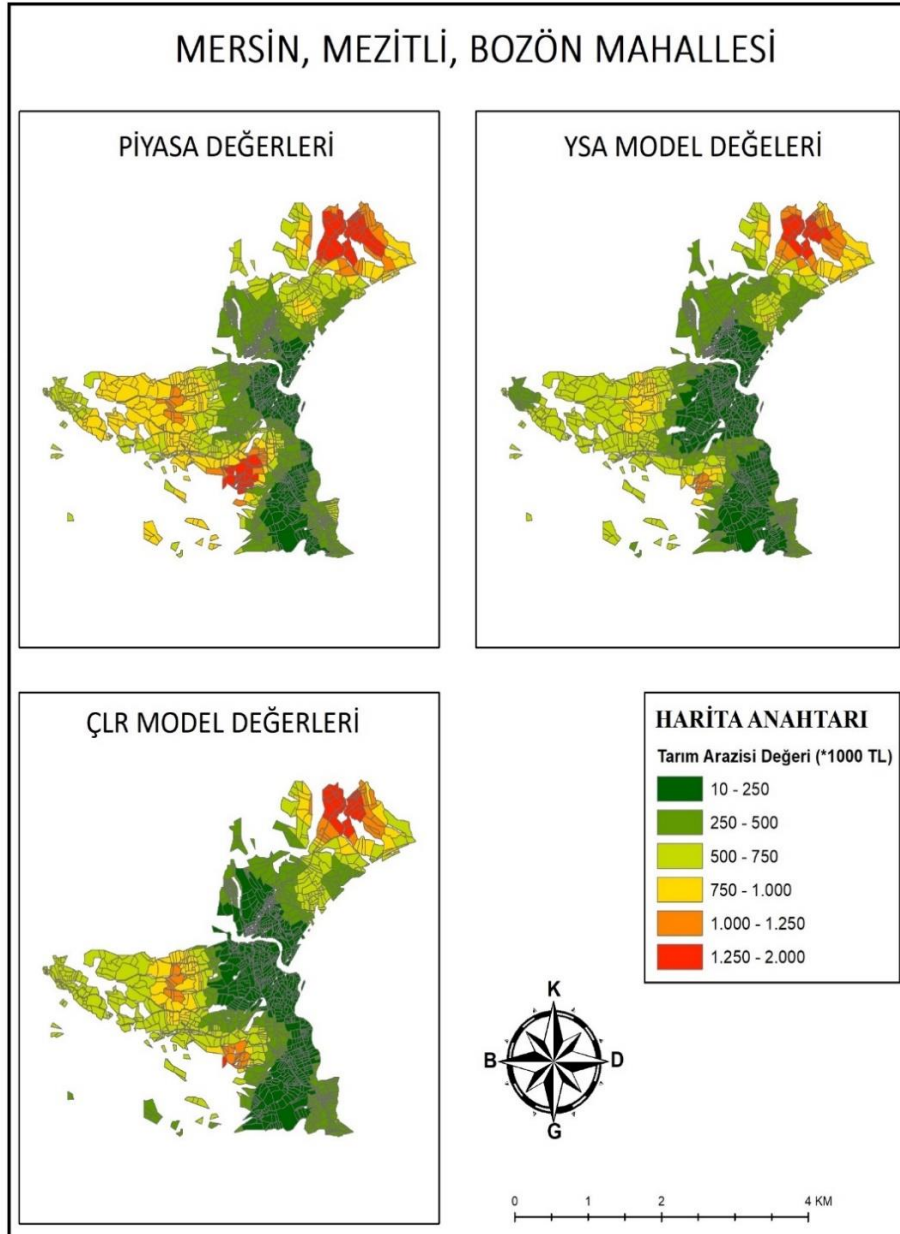 MERSİN, MEZİTLİ, BOZÖN MAHALLESİ
PİYASA DEĞERLERİ
YSA MODEL DEĞELERİ
ÇLR MODEL DEĞERLERİ
HARİTA ANAHTARI
Tarım Arazisi Değeri (*1000 TL)
10 - 250
250 - 500
500 - 750
750 - 1.000
1.000 - 1.250
1.250 - 2.000
K
B D
G
0 1 2 4 KM